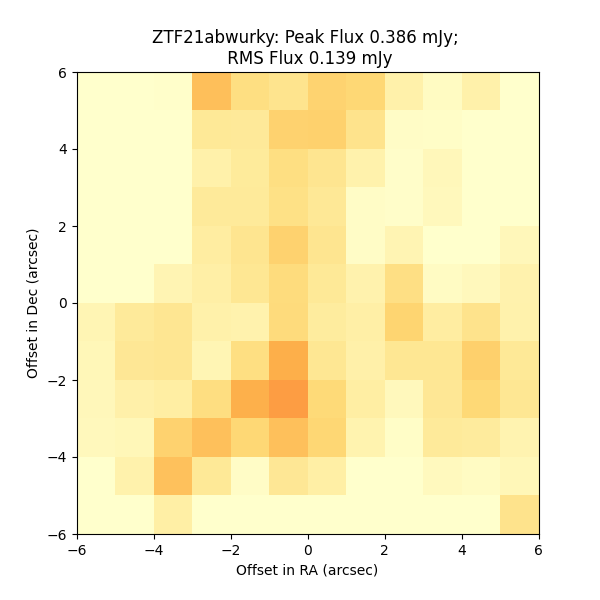 ZTF21abwurky: Peak Flux 0.386 mJy;
RMS Flux 0.139 mJy
6
4
2
0
−2
−4
−6
Offset in Dec (arcsec)
−6 −4 −2 0 2 4 6
Offset in RA (arcsec)